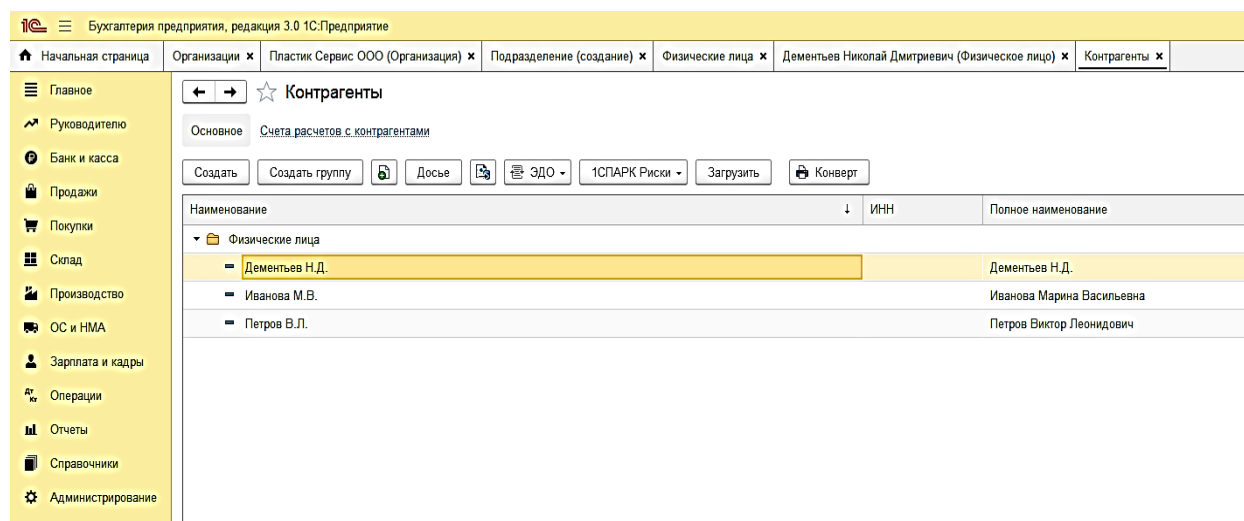 1С Бухгалтерия предприятия, редакция 3.0 1С:Предприятие
Начальная страница Организации × Пластик Сервис ООО (Организация) × Подразделение (создание) × Физические лица × Дементьев Николай Дмитриевич (Физическое лицо) × Контрагенты ×
Главное
Руководителю
Банк и касса
Продажи
Покупки
Склад
Производство
ОС и НМА
Зарплата и кадры
Дт Кт Операции
Отчеты
Справочники
Администрирование
Контрагенты
Основное Счета расчетов с контрагентами
Создать Создать группу Досье ЭДО 1СПАРК Риски Загрузить Конверт
Наименование ↓ ИНН Полное наименование
Физические лица
Дементьев Н.Д. Дементьев Н.Д.
Иванова М.В. Иванова Марина Васильевна
Петров В.Л. Петров Виктор Леонидович